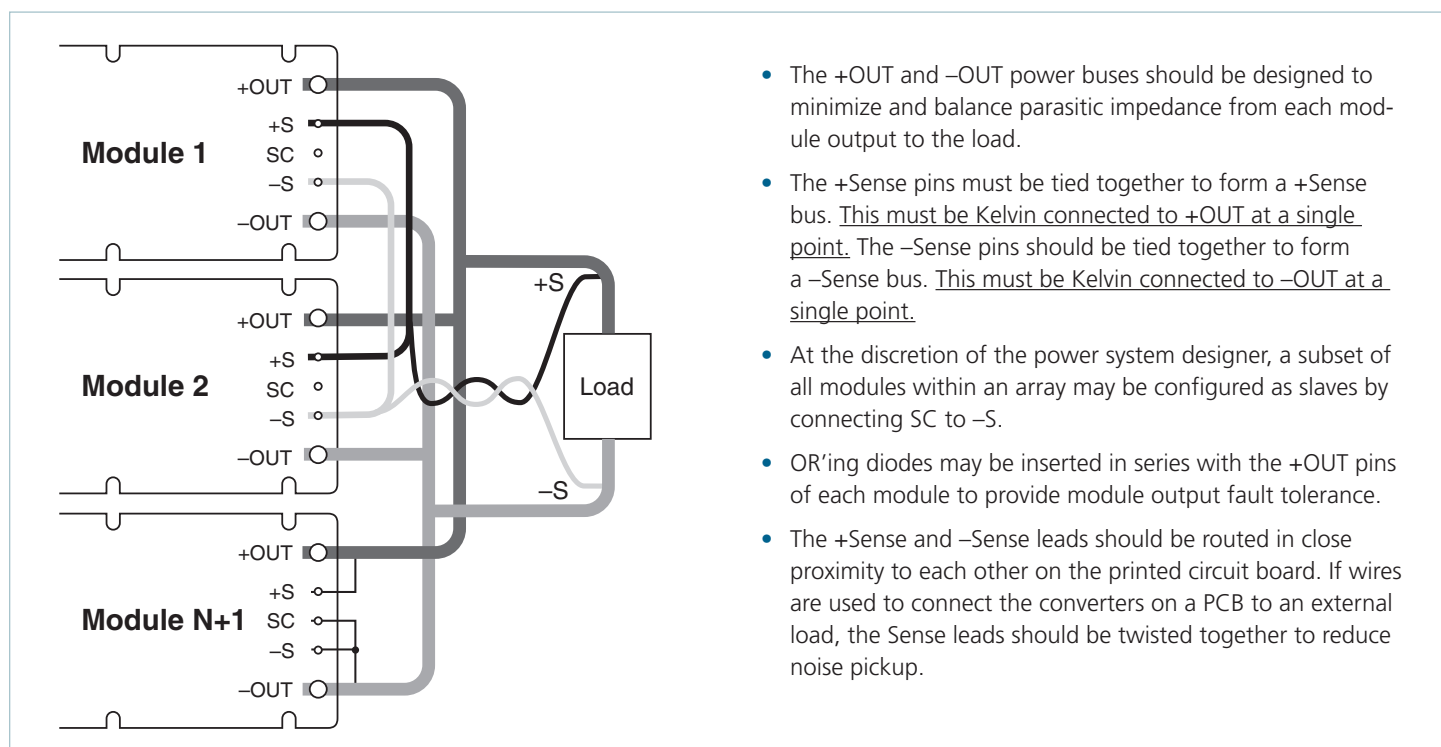 +OUT
+S
Module 1
SC
–S
–OUT
+OUT
+S
Module 2
SC
–S
–OUT
+OUT
+S
Module N+1
SC
–S
–OUT
+S
Load
–S
• The +OUT and –OUT power buses should be designed to
minimize and balance parasitic impedance from each mod-
ule output to the load.
• The +Sense pins must be tied together to form a +Sense
bus. This must be Kelvin connected to +OUT at a single
point. The –Sense pins should be tied together to form
a –Sense bus. This must be Kelvin connected to –OUT at a
single point.
• At the discretion of the power system designer, a subset of
all modules within an array may be configured as slaves by
connecting SC to –S.
• OR’ing diodes may be inserted in series with the +OUT pins
of each module to provide module output fault tolerance.
• The +Sense and –Sense leads should be routed in close
proximity to each other on the printed circuit board. If wires
are used to connect the converters on a PCB to an external
load, the Sense leads should be twisted together to reduce
noise pickup.